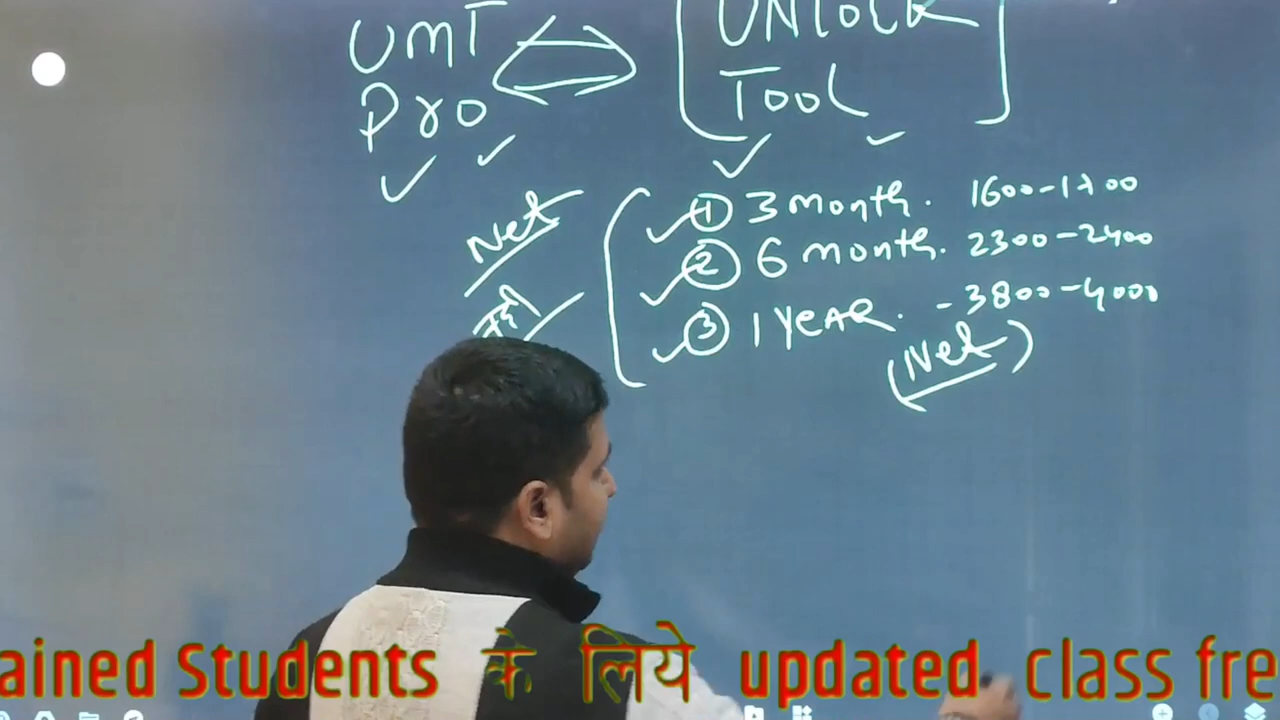 UMT
Pro
UNLOCK
TOOL
Net
① 3 month. 1600-1700
② 6 month. 2300-2400
③ 1 YEAR. -3800-4000
(Net)
ained Students के लिये updated class fre